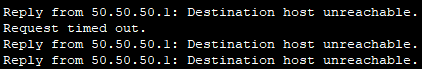 Reply from 50.50.50.1: Destination host unreachable.
Request timed out.
Reply from 50.50.50.1: Destination host unreachable.
Reply from 50.50.50.1: Destination host unreachable.